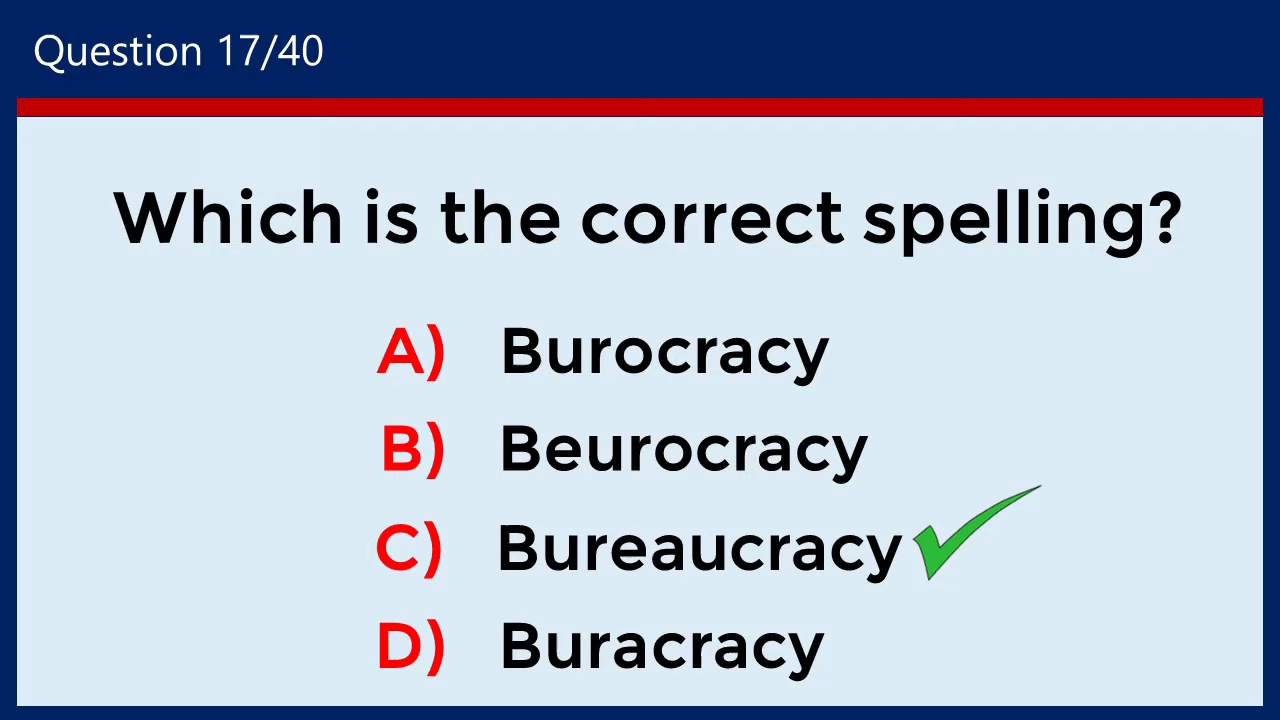 Question 17/40
Which is the correct spelling?
A) Burocracy
B) Beurocracy
C) Bureaucracy
D) Buracracy